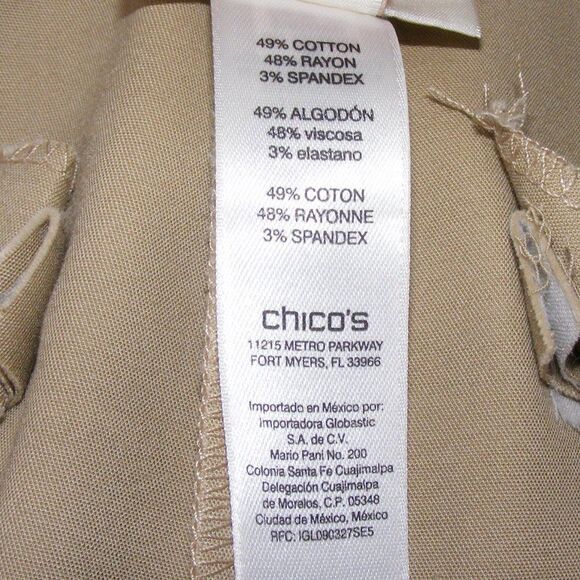 49% COTTON
48% RAYON
3% SPANDEX
49% ALGODÓN
48% viscosa
3% elastano
49% COTON
48% RAYONNE
3% SPANDEX
chico's
11215 METRO PARKWAY
FORT MYERS, FL 33966
Importado en México por:
Importadora Globastic
S.A. de C.V.
Mario Pani No. 200
Colonia Santa Fe Cuajimalpa
Delegación Cuajimalpa
de Morelos, C.P. 05348
Ciudad de México, México
RFC: IGL090327SE5